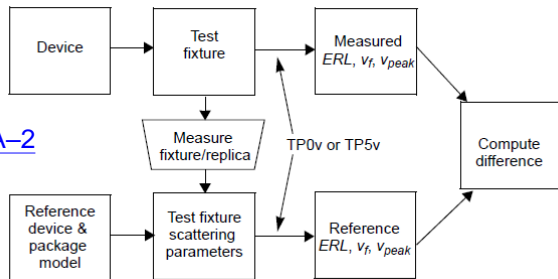 Device
Test
fixture
Measured
ERL, vf, vpeak
A–2
Measure
fixture/replica
TP0v or TP5v
Compute
difference
Reference
device &
package
model
Test fixture
scattering
parameters
Reference
ERL, vf, vpeak